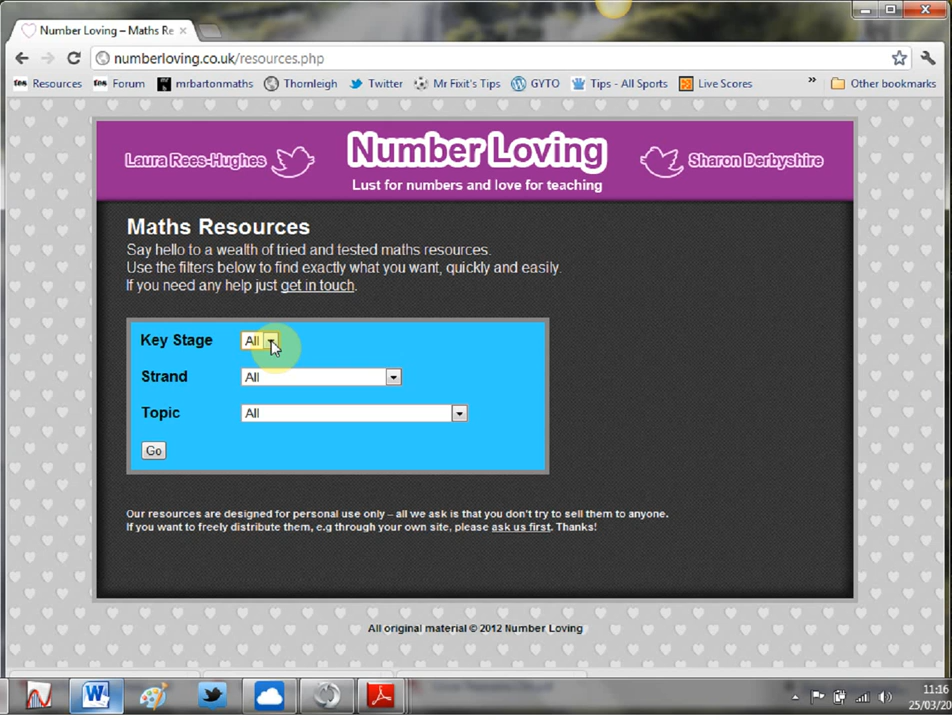 Number Loving – Maths Re
numberloving.co.uk/resources.php
tes Resources tes Forum mrbartonmaths Thornleigh Twitter Mr Fixit's Tips GYTO Tips - All Sports Live Scores » Other bookmarks
Laura Rees-Hughes Number Loving Sharon Derbyshire
Lust for numbers and love for teaching
Maths Resources
Say hello to a wealth of tried and tested maths resources.
Use the filters below to find exactly what you want, quickly and easily.
If you need any help just get in touch.
Key Stage All
Strand All
Topic All
Go
Our resources are designed for personal use only – all we ask is that you don't try to sell them to anyone.
If you want to freely distribute them, e.g through your own site, please ask us first. Thanks!
All original material © 2012 Number Loving
11:16
25/03/2